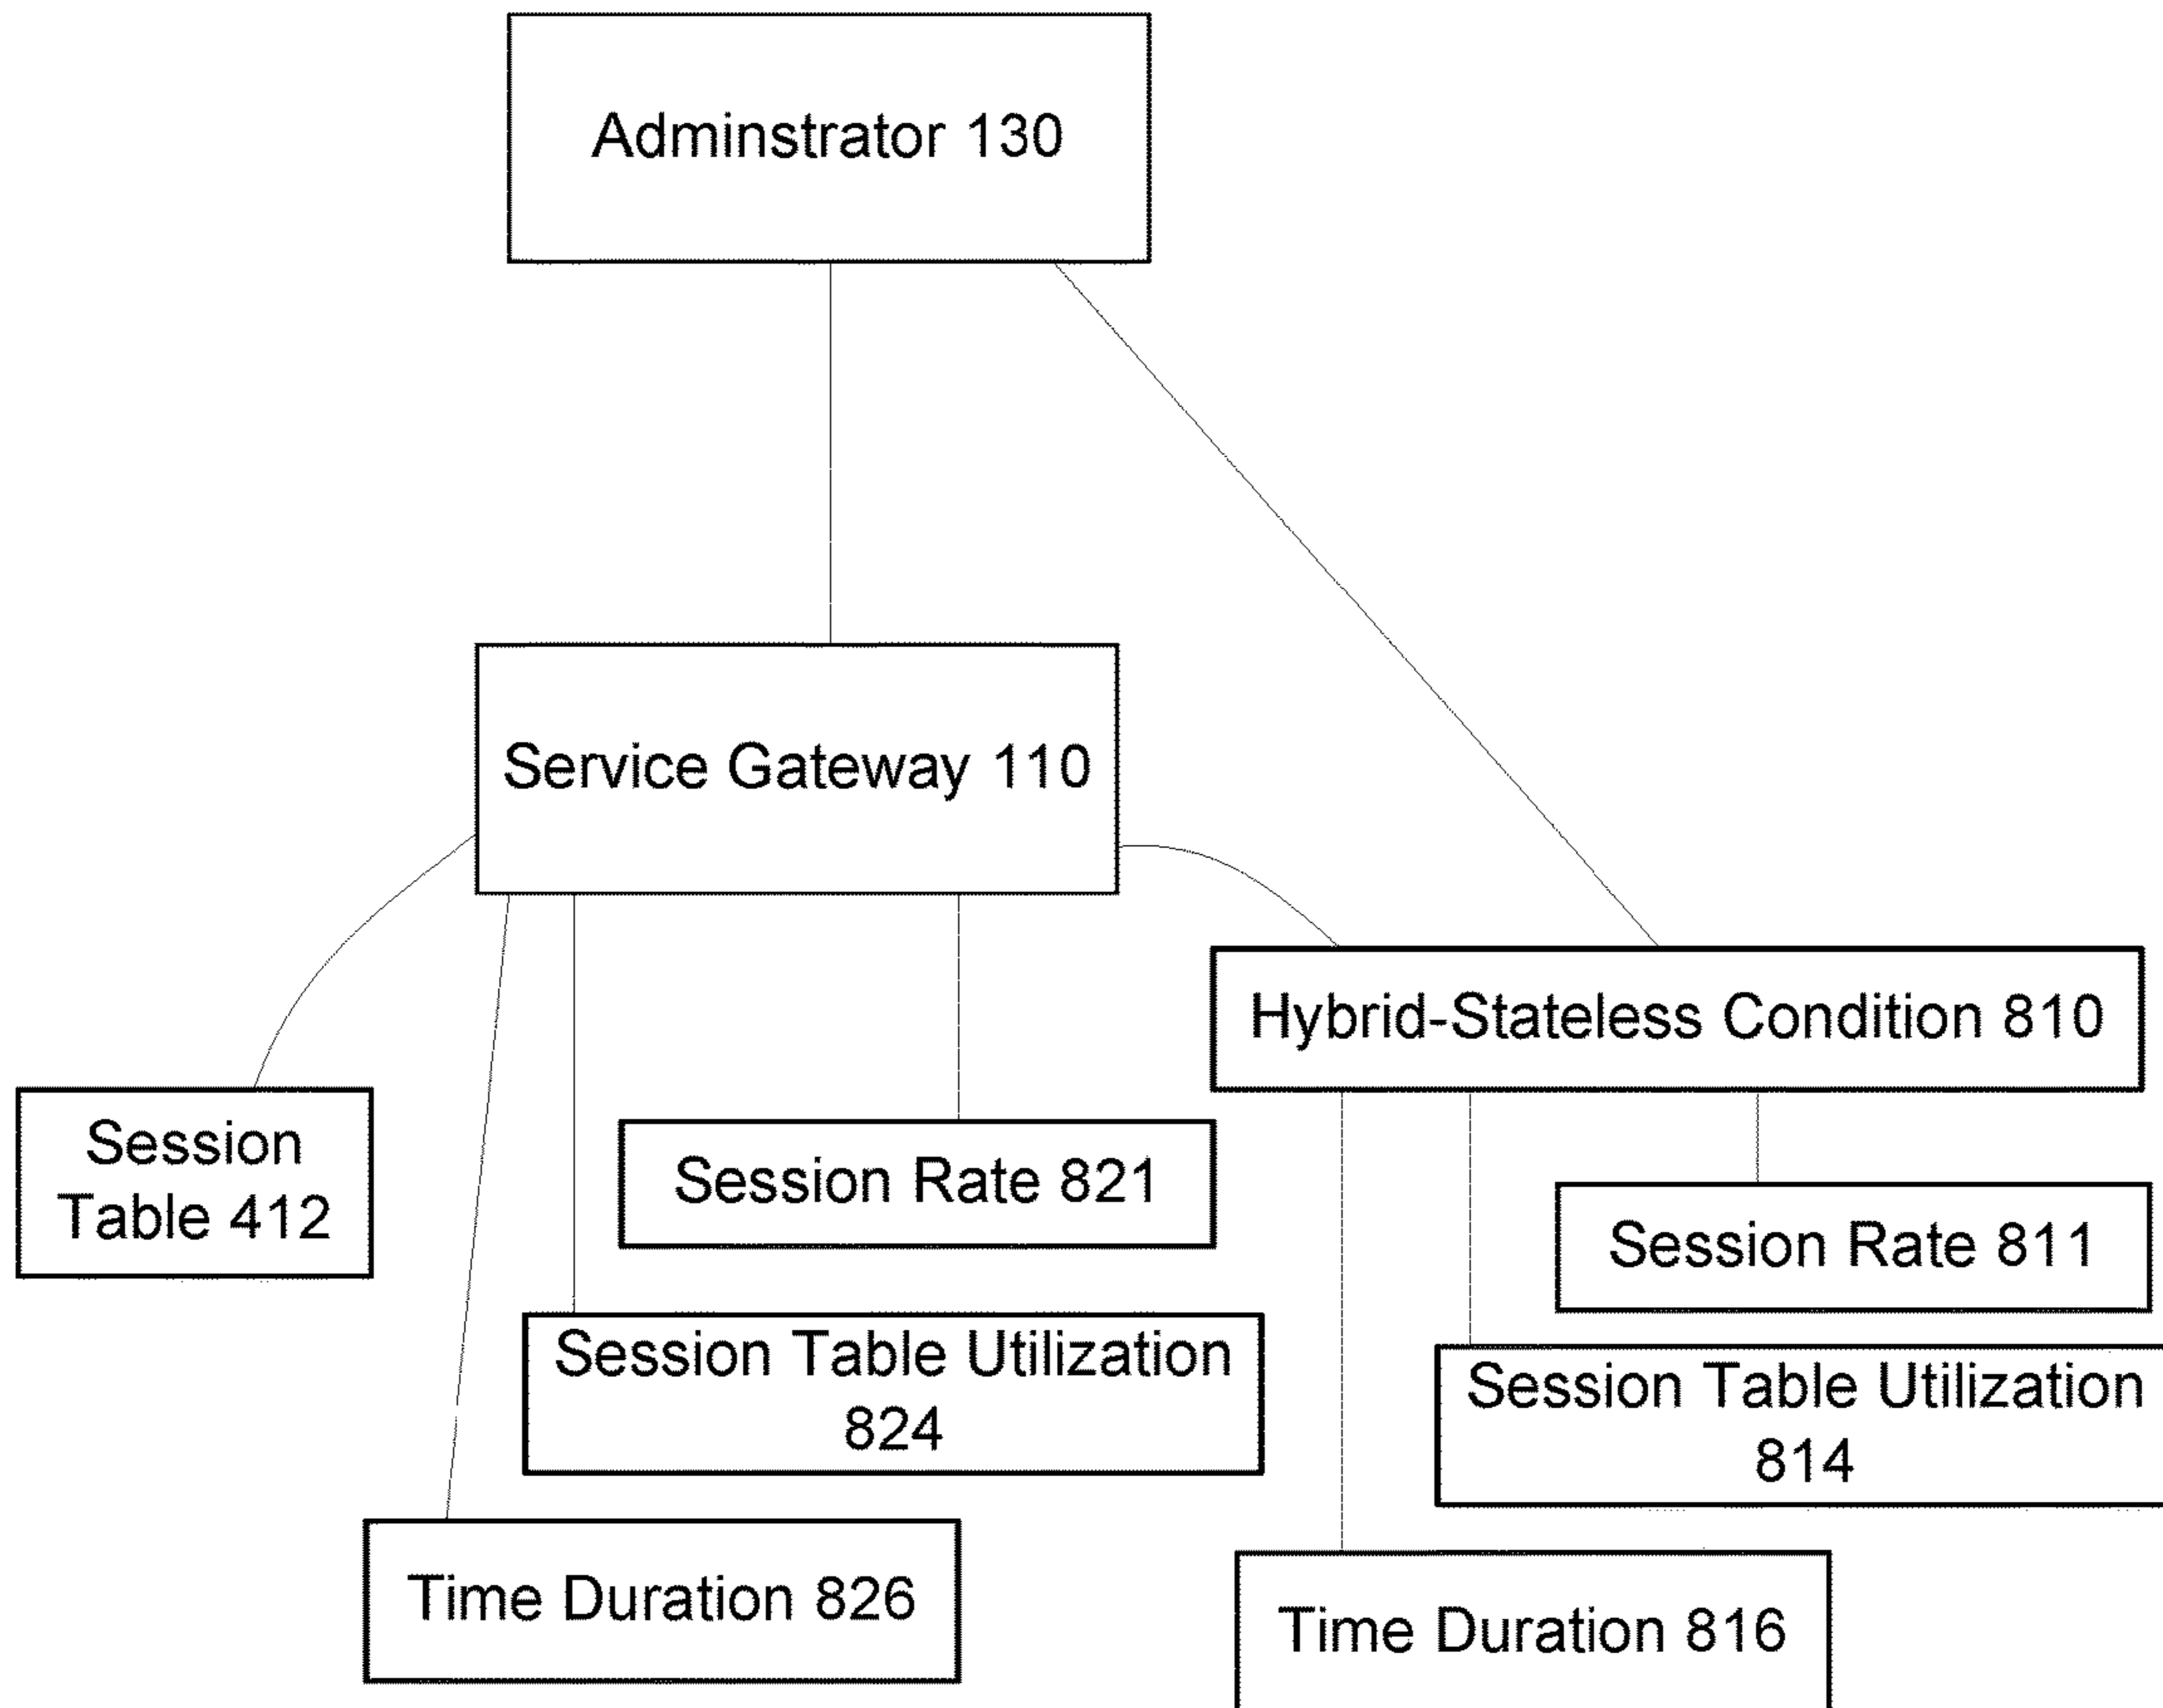 Adminstrator 130
Service Gateway 110
Hybrid-Stateless Condition 810
Session
Table 412
Session Rate 821
Session Rate 811
Session Table Utilization
824
Session Table Utilization
814
Time Duration 826
Time Duration 816